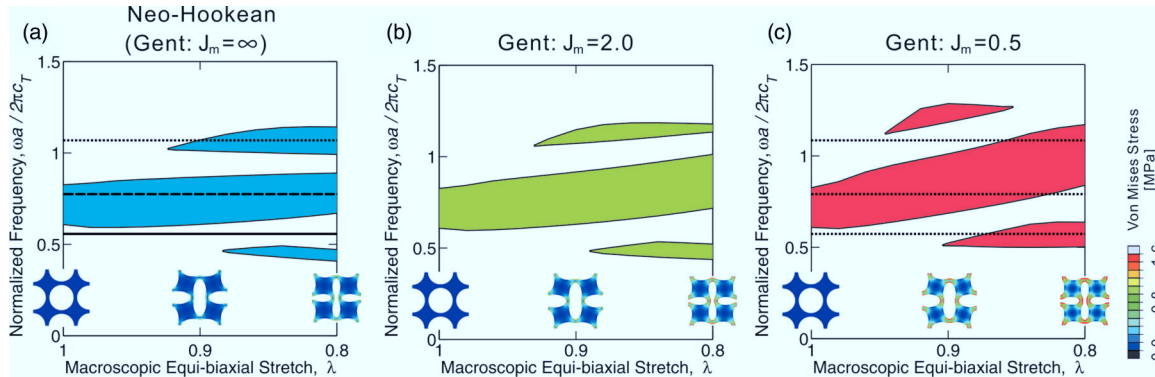 Neo-Hookean
(a) (Gent: Jm=∞)
(b) Gent: Jm=2.0
(c) Gent: Jm=0.5
Normalized Frequency, ωa / 2πcT
1.5
1
0.5
0
1 0.9 0.8
Macroscopic Equi-biaxial Stretch, λ
Normalized Frequency, ωa / 2πcT
1.5
1
0.5
0
1 0.9 0.8
Macroscopic Equi-biaxial Stretch, λ
Normalized Frequency, ωa / 2πcT
1.5
1
0.5
0
1 0.9 0.8
Macroscopic Equi-biaxial Stretch, λ
Von Mises Stress
[MPa]